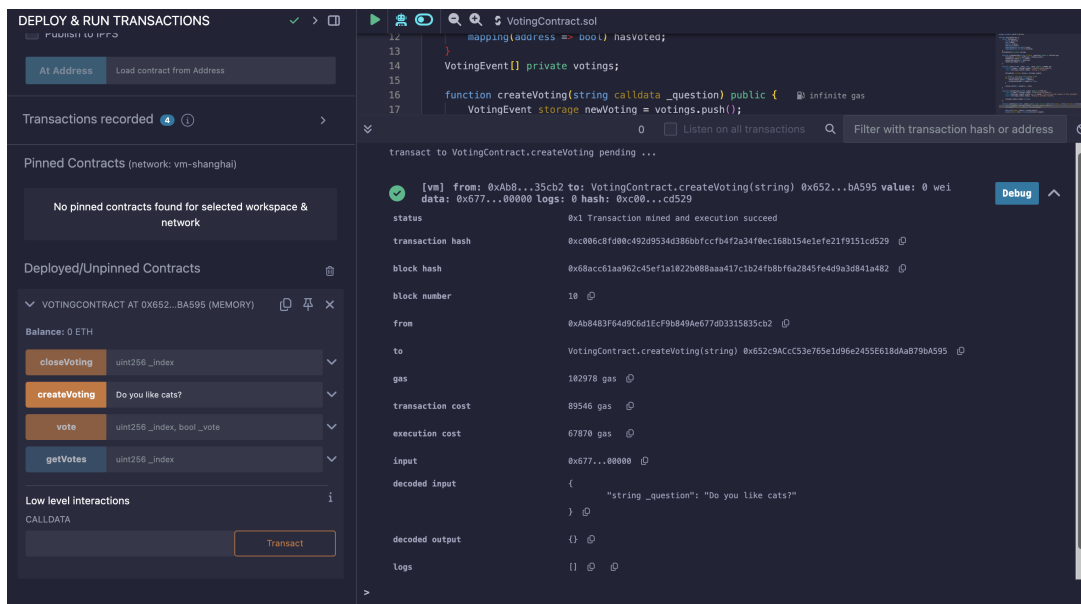 DEPLOY & RUN TRANSACTIONS
Publish to IPFS
At Address Load contract from Address
Transactions recorded 4 i
Pinned Contracts (network: vm-shanghai)
No pinned contracts found for selected workspace &
network
Deployed/Unpinned Contracts
VOTINGCONTRACT AT 0X652...BA595 (MEMORY)
Balance: 0 ETH
closeVoting uint256 _index
createVoting Do you like cats?
vote uint256 _index, bool _vote
getVotes uint256 _index
Low level interactions i
CALLDATA
Transact
VotingContract.sol
12 mapping(address => bool) hasVoted;
13 }
14 VotingEvent[] private votings;
15
16 function createVoting(string calldata _question) public { infinite gas
17 VotingEvent storage newVoting = votings.push();
0 Listen on all transactions Filter with transaction hash or address
transact to VotingContract.createVoting pending ...
[vm] from: 0xAb8...35cb2 to: VotingContract.createVoting(string) 0x652...bA595 value: 0 wei
data: 0x677...00000 logs: 0 hash: 0xc00...cd529
Debug
status 0x1 Transaction mined and execution succeed
transaction hash 0xc006c8fd00c492d9534d386bbfccfb4f2a34f0ec168b154e1efe21f9151cd529
block hash 0x68acc61aa962c45ef1a1022b088aaa417c1b24fb8bf6a2845fe4d9a3d841a482
block number 10
from 0xAb8483F64d9C6d1EcF9b849Ae677dD3315835cb2
to VotingContract.createVoting(string) 0x652c9ACcC53e765e1d96e2455E618dAaB79bA595
gas 102978 gas
transaction cost 89546 gas
execution cost 67870 gas
input 0x677...00000
decoded input {
"string _question": "Do you like cats?"
}
decoded output {}
logs []
>